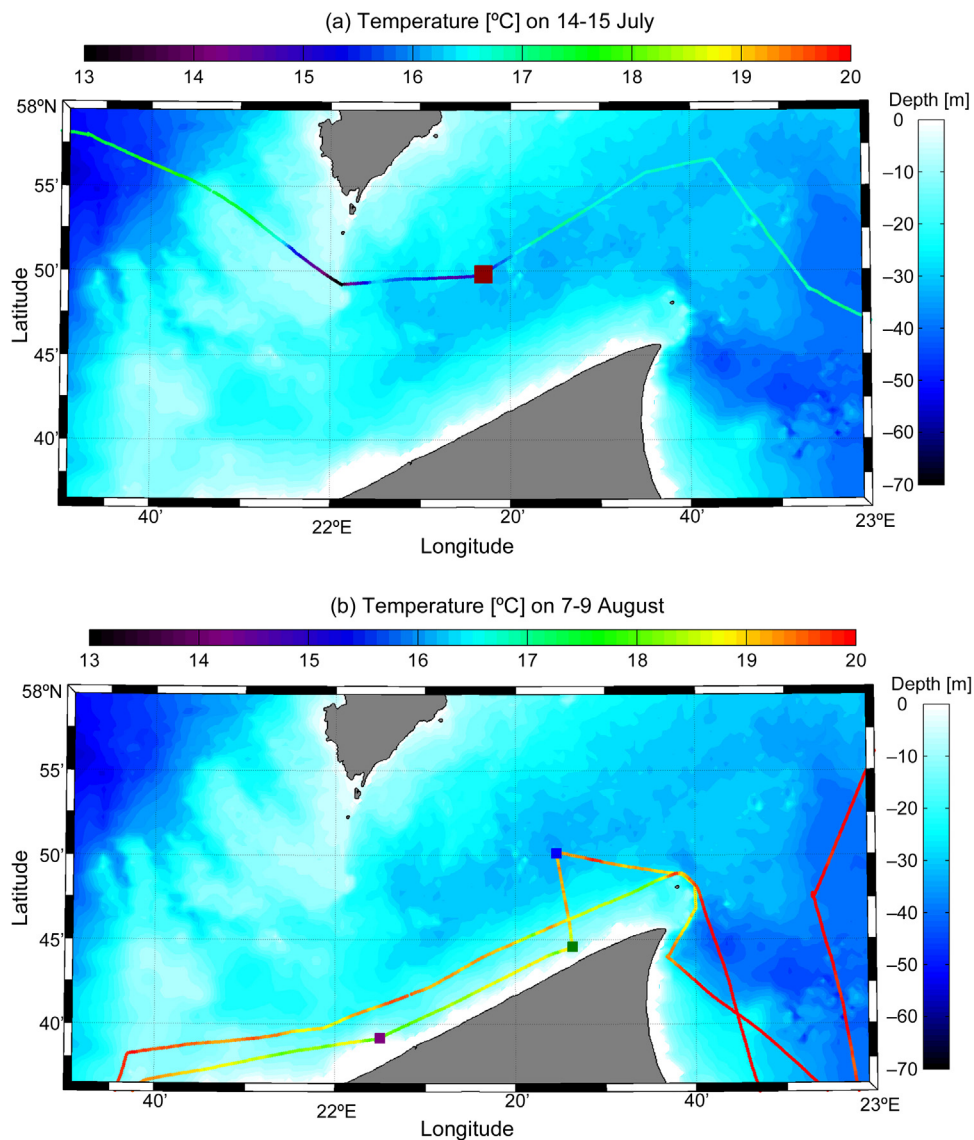 (a) Temperature [ºC] on 14-15 July
13 14 15 16 17 18 19 20
58ºN
55'
50'
45'
40'
Latitude
40' 22ºE 20' 40' 23ºE
Longitude
Depth [m]
0
–10
–20
–30
–40
–50
–60
–70
(b) Temperature [ºC] on 7-9 August
13 14 15 16 17 18 19 20
58ºN
55'
50'
45'
40'
Latitude
40' 22ºE 20' 40' 23ºE
Longitude
Depth [m]
0
–10
–20
–30
–40
–50
–60
–70